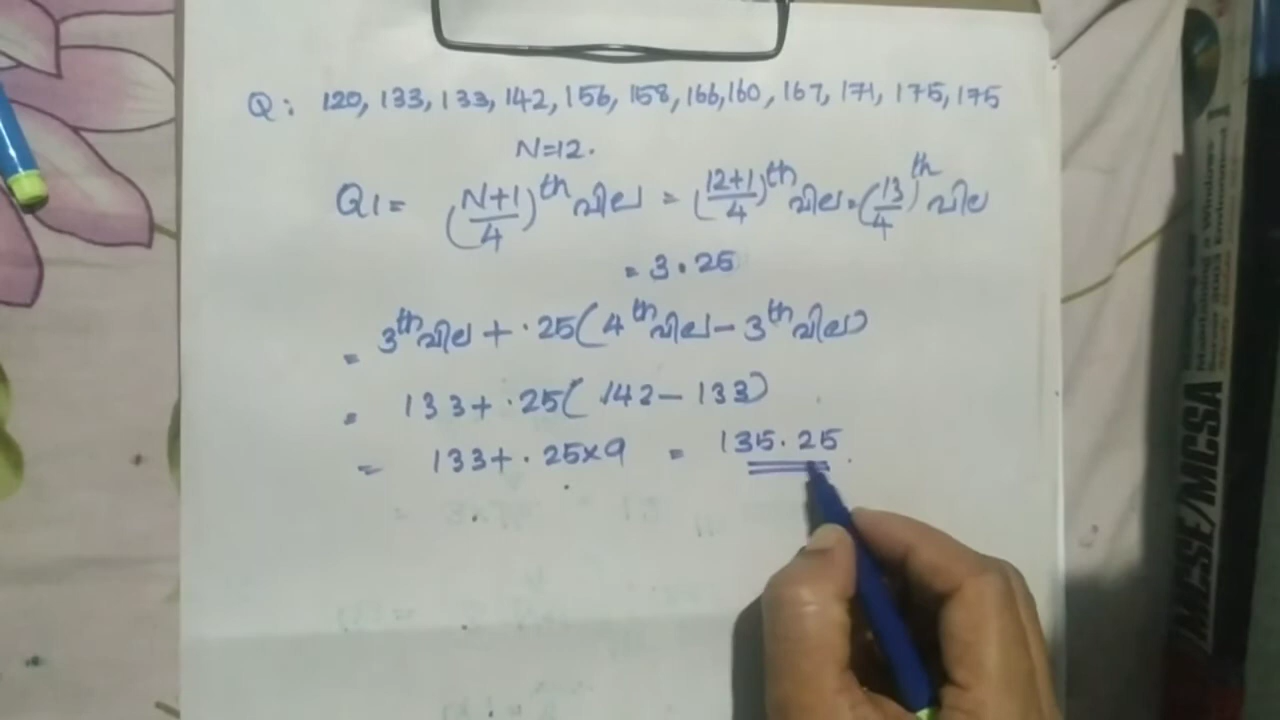 Q: 120, 133, 133, 142, 156, 158, 166, 160, 167, 171, 175, 175
N=12.
Q1 = (N+1/4)th വില = (12+1/4)th വില = (13/4)th വില
= 3.25
= 3th വില + .25(4th വില - 3th വില)
= 133 + .25(142 - 133)
= 133 + .25×9 = 135.25
MCSE/MCSA